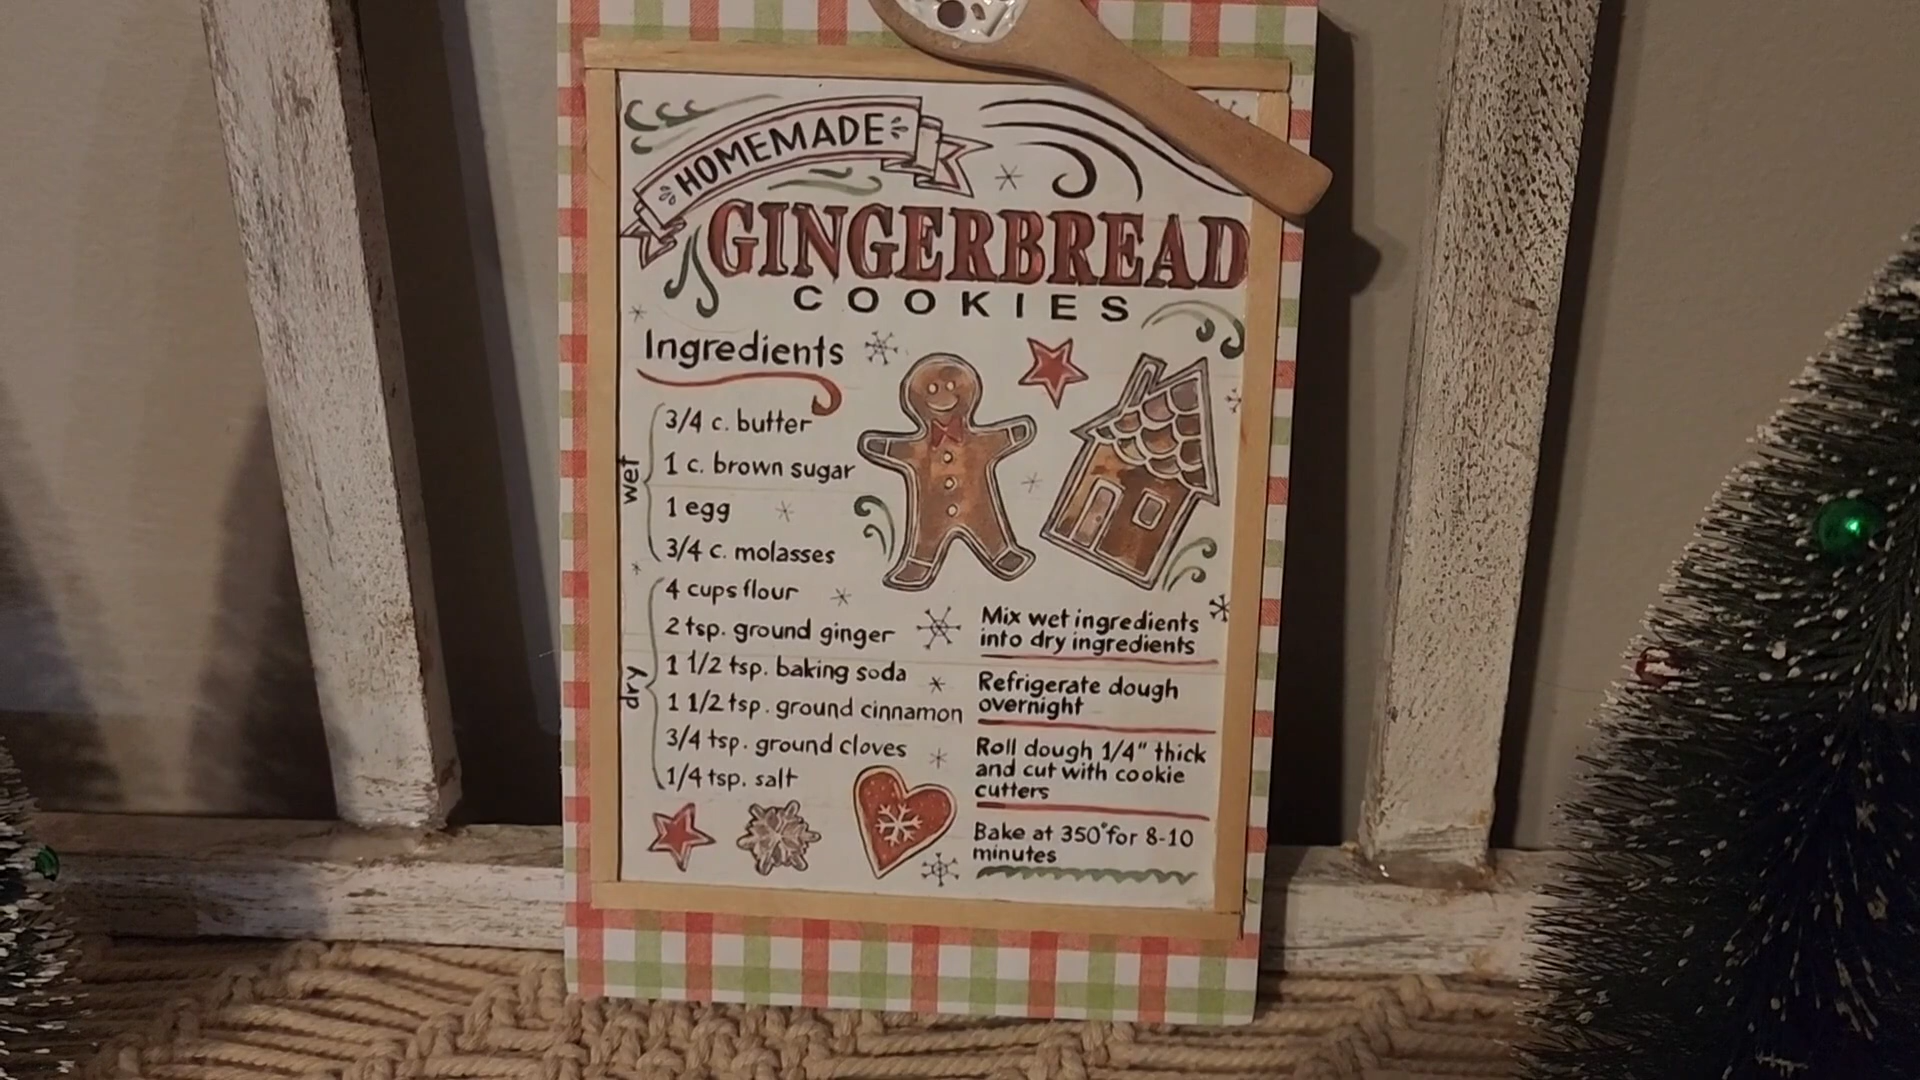 HOMEMADE
GINGERBREAD
COOKIES
Ingredients
wet
3/4 c. butter
1 c. brown sugar
1 egg
3/4 c. molasses
dry
4 cups flour
2 tsp. ground ginger
1 1/2 tsp. baking soda
1 1/2 tsp. ground cinnamon
3/4 tsp. ground cloves
1/4 tsp. salt
Mix wet ingredients
into dry ingredients
Refrigerate dough
overnight
Roll dough 1/4" thick
and cut with cookie
cutters
Bake at 350° for 8-10
minutes